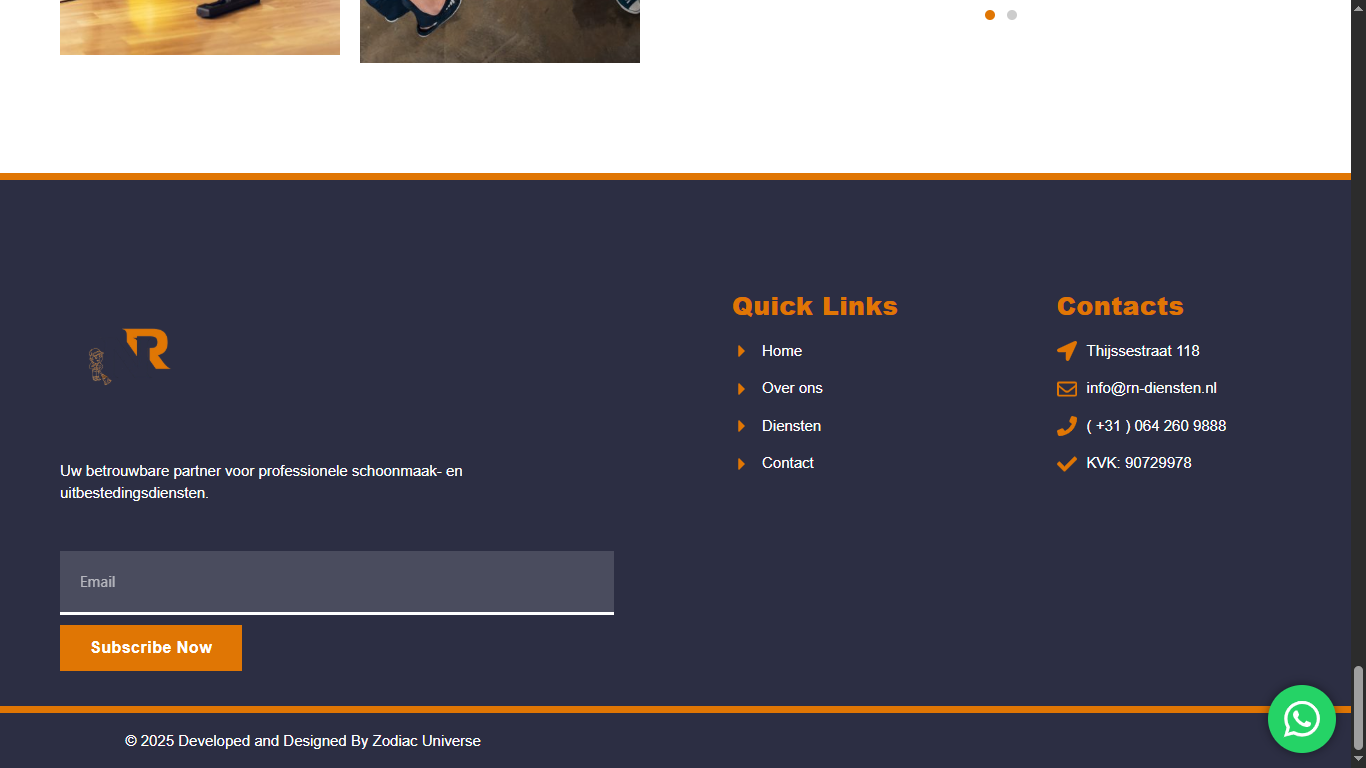 R
Uw betrouwbare partner voor professionele schoonmaak- en
uitbestedingsdiensten.
Email
Subscribe Now
Quick Links
Home
Over ons
Diensten
Contact
Contacts
Thijssestraat 118
info@rn-diensten.nl
( +31 ) 064 260 9888
KVK: 90729978
© 2025 Developed and Designed By Zodiac Universe